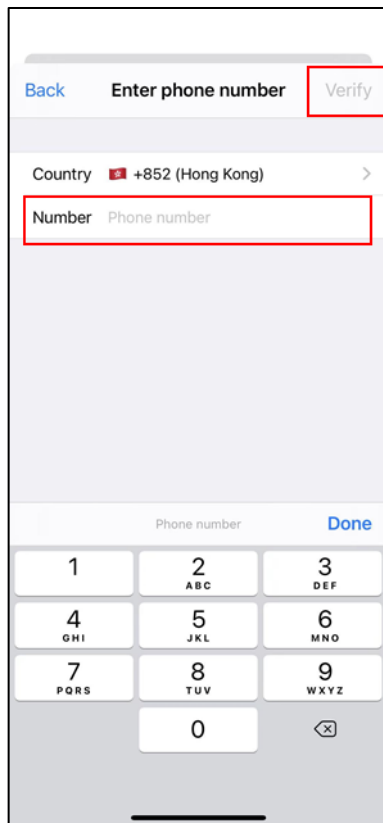 Back Enter phone number Verify
Country 🇭🇰 +852 (Hong Kong)
Number Phone number
Phone number Done
1 2 3
ABC DEF
4 5 6
GHI JKL MNO
7 8 9
PQRS TUV WXYZ
0